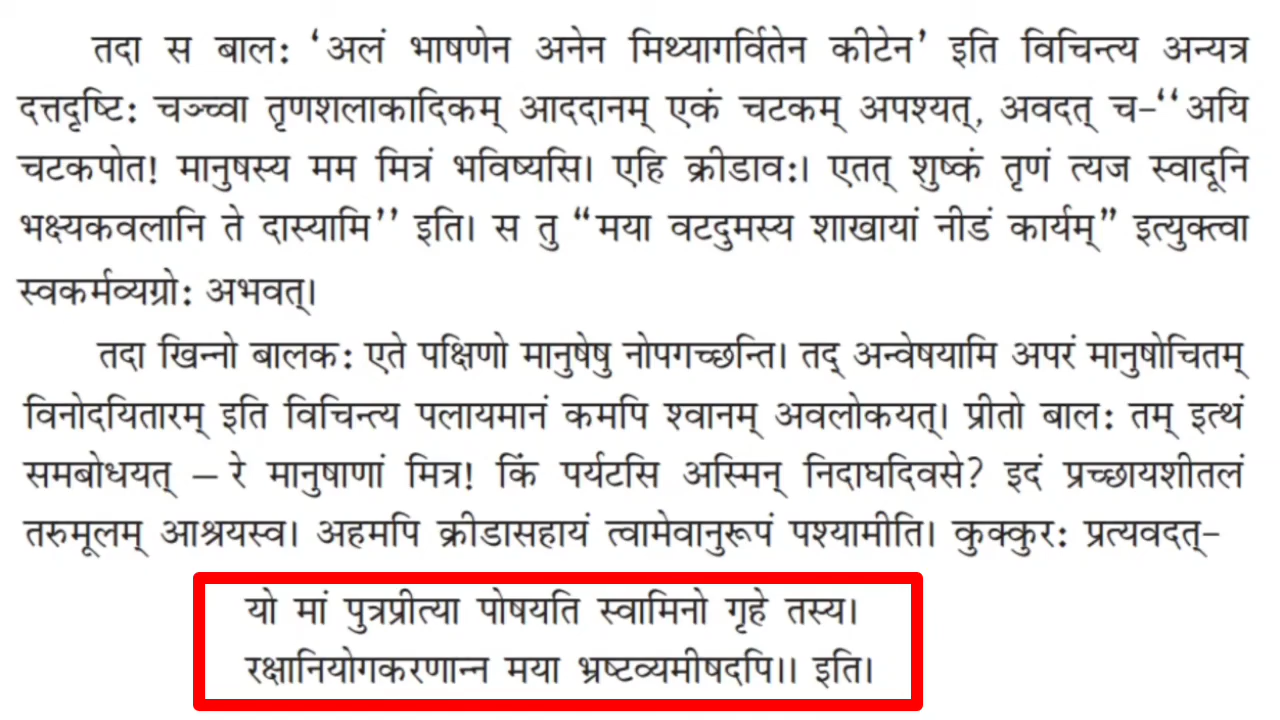 तदा स बालः ‘अलं भाषणेन अनेन मिथ्यागर्वितेन कीटेन’ इति विचिन्त्य अन्यत्र
दत्तदृष्टिः चञ्च्वा तृणशलाकादिकम् आददानम् एकं चटकम् अपश्यत्, अवदत् च–‘‘अयि
चटकपोत! मानुषस्य मम मित्रं भविष्यसि। एहि क्रीडावः। एतत् शुष्कं तृणं त्यज स्वादूनि
भक्ष्यकवलानि ते दास्यामि’’ इति। स तु “मया वटदुमस्य शाखायां नीडं कार्यम्” इत्युक्त्वा
स्वकर्मव्यग्रोः अभवत्।
तदा खिन्नो बालकः एते पक्षिणो मानुषेषु नोपगच्छन्ति। तद् अन्वेषयामि अपरं मानुषोचितम्
विनोदयितारम् इति विचिन्त्य पलायमानं कमपि श्वानम् अवलोकयत्। प्रीतो बालः तम् इत्थं
समबोधयत् – रे मानुषाणां मित्र! किं पर्यटसि अस्मिन् निदाघदिवसे? इदं प्रच्छायशीतलं
तरुमूलम् आश्रयस्व। अहमपि क्रीडासहायं त्वामेवानुरूपं पश्यामीति। कुक्कुरः प्रत्यवदत्–
यो मां पुत्रप्रीत्या पोषयति स्वामिनो गृहे तस्य।
रक्षानियोगकरणान्न मया भ्रष्टव्यमीषदपि।। इति।